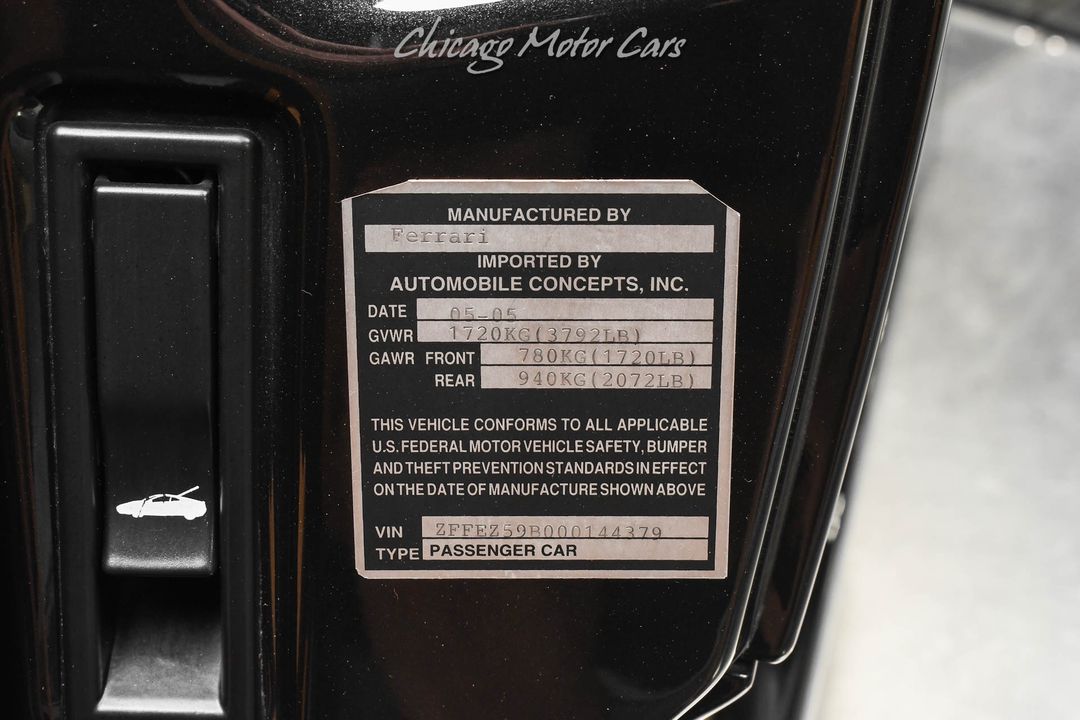 Chicago Motor Cars
MANUFACTURED BY
Ferrari
IMPORTED BY
AUTOMOBILE CONCEPTS, INC.
DATE 05-05
GVWR 1720KG(3792LB)
GAWR FRONT 780KG(1720LB)
REAR 940KG(2072LB)
THIS VEHICLE CONFORMS TO ALL APPLICABLE
U.S. FEDERAL MOTOR VEHICLE SAFETY, BUMPER
AND THEFT PREVENTION STANDARDS IN EFFECT
ON THE DATE OF MANUFACTURE SHOWN ABOVE
VIN ZFFEZ59B000144379
TYPE PASSENGER CAR